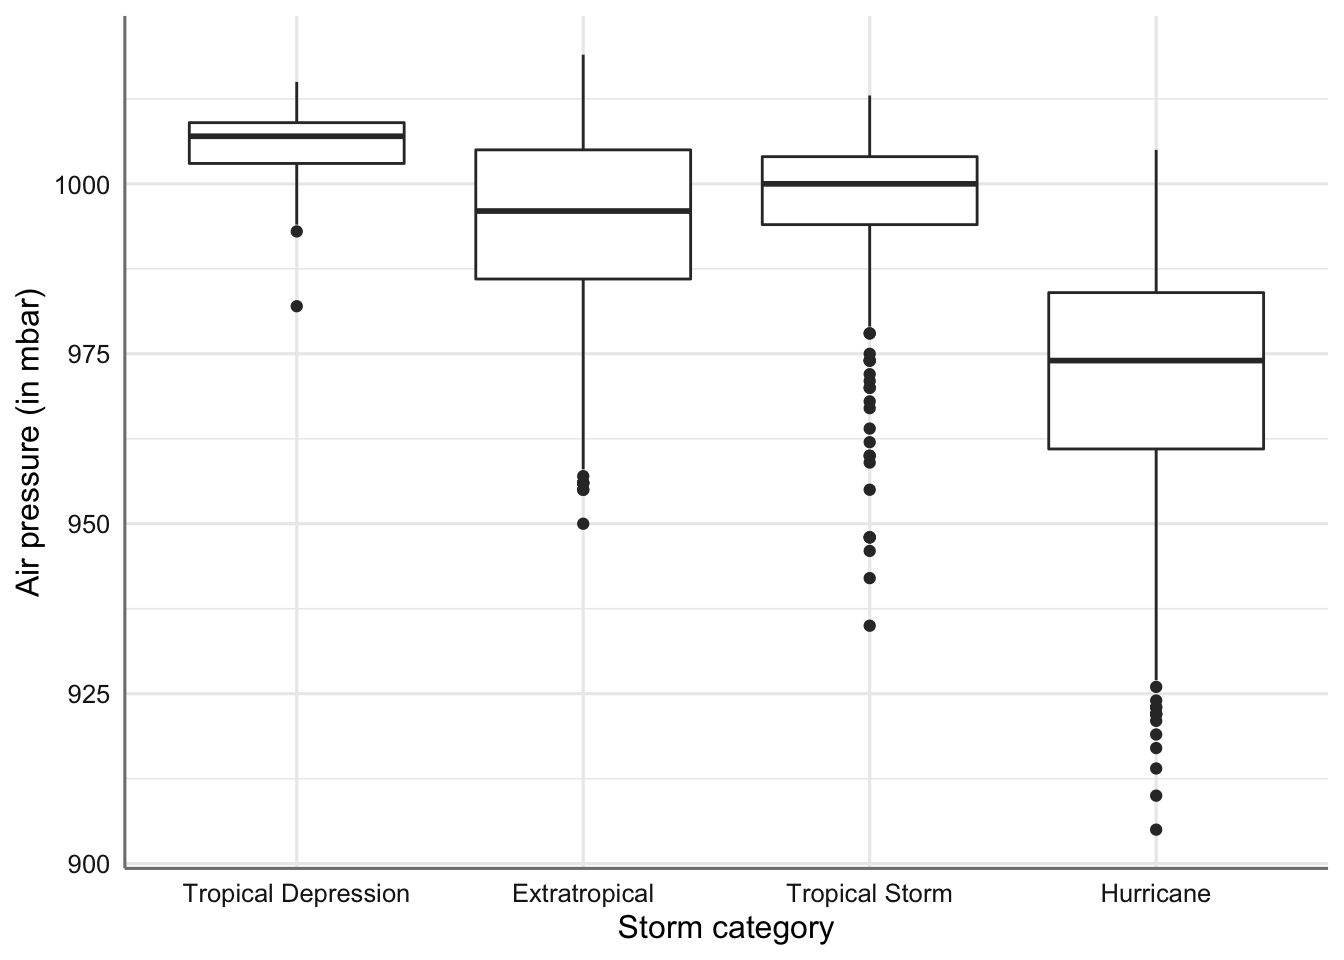 Air pressure (in mbar)
1000
975
950
925
900
Tropical Depression
Extratropical
Tropical Storm
Hurricane
Storm category